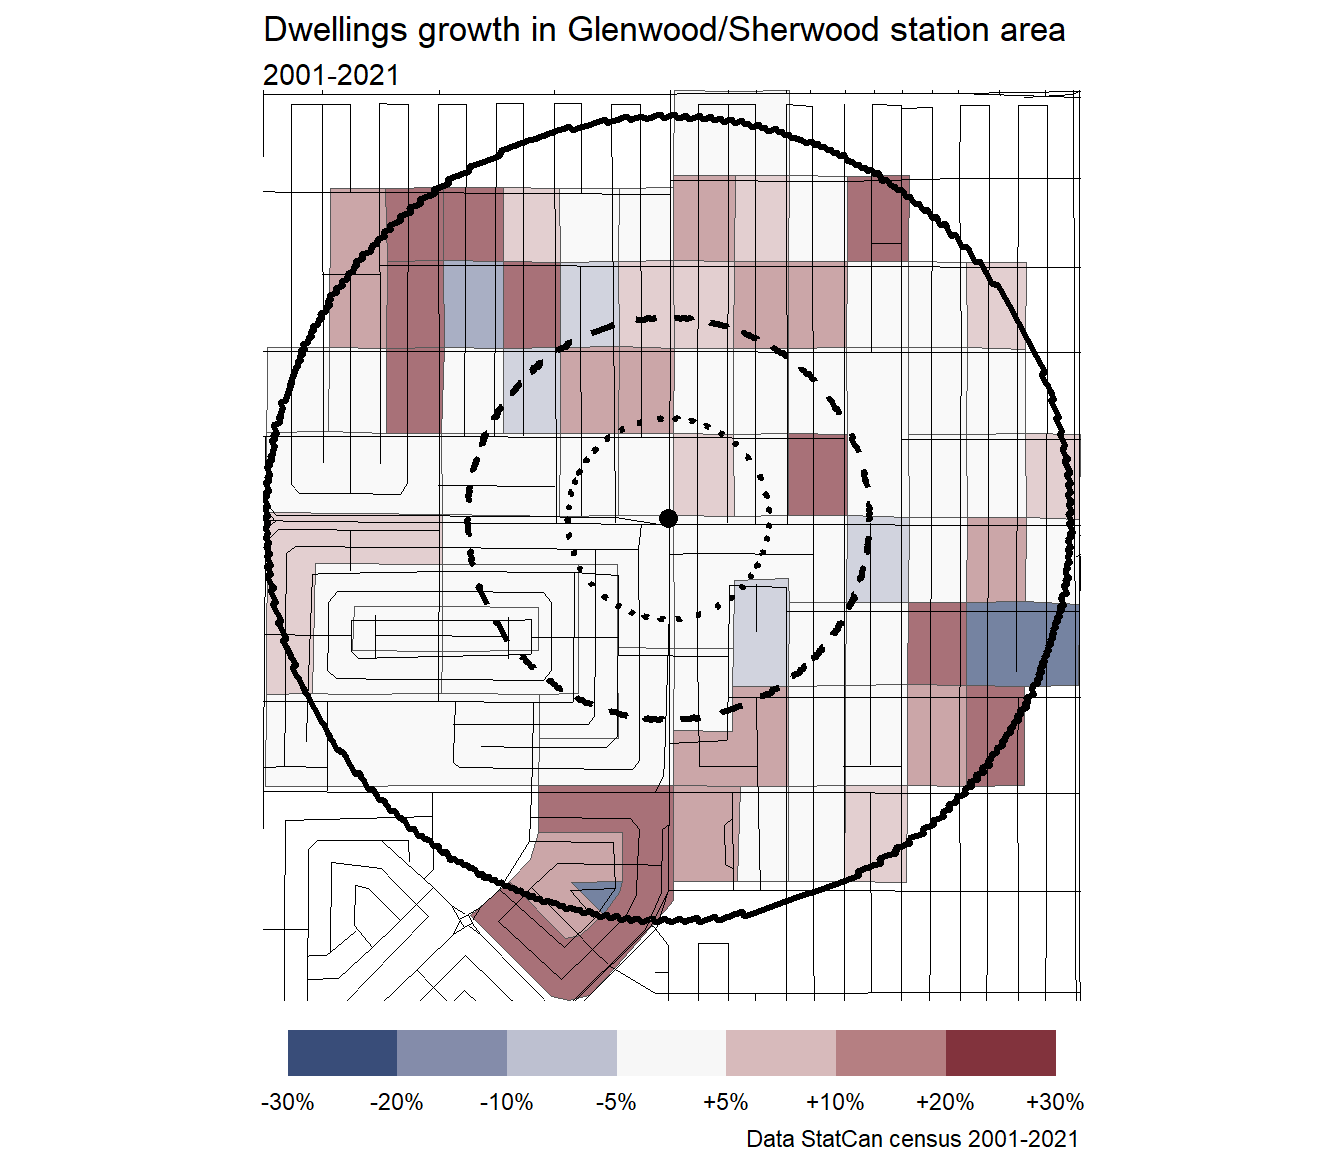 Dwellings growth in Glenwood/Sherwood station area
2001-2021
-30% -20% -10% -5% +5% +10% +20% +30%
Data StatCan census 2001-2021